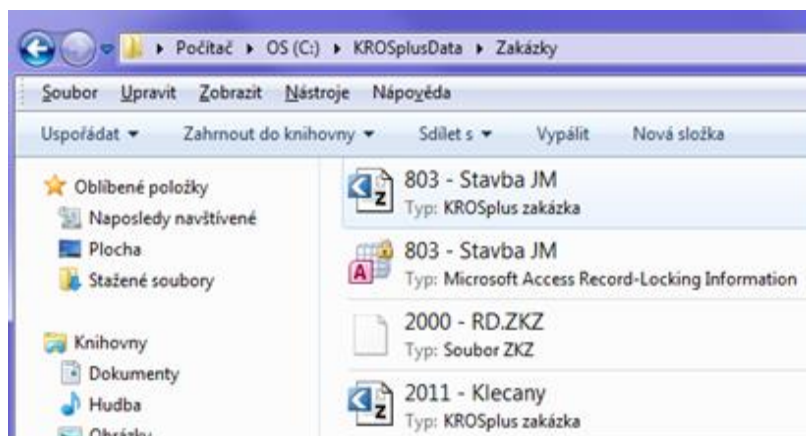 Počítač ▸ OS (C:) ▸ KROSplusData ▸ Zakázky
Soubor Upravit Zobrazit Nástroje Nápověda
Uspořádat Zahrnout do knihovny Sdílet s Vypálit Nová složka
Oblíbené položky
Naposledy navštívené
Plocha
Stažené soubory
Knihovny
Dokumenty
Hudba
Obrázky
803 - Stavba JM
Typ: KROSplus zakázka
803 - Stavba JM
Typ: Microsoft Access Record-Locking Information
2000 - RD.ZKZ
Typ: Soubor ZKZ
2011 - Klecany
Typ: KROSplus zakázka